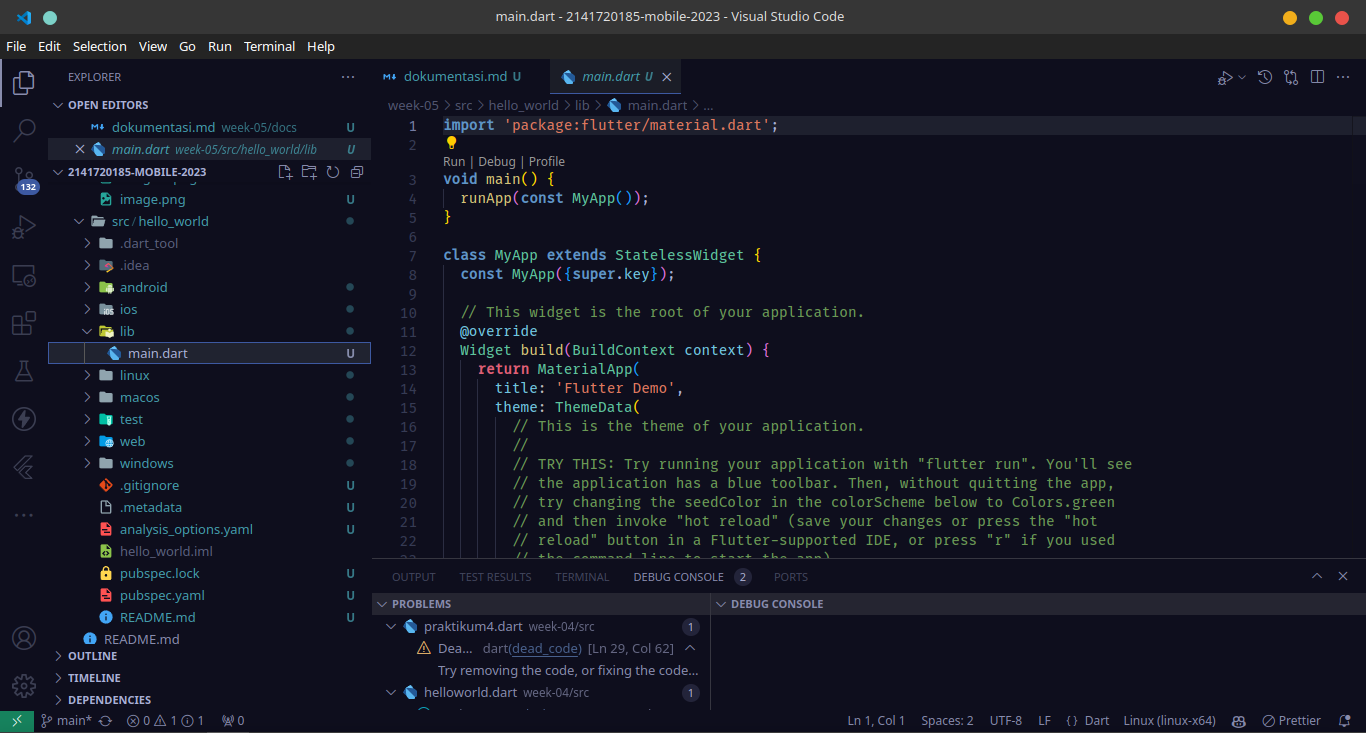 main.dart - 2141720185-mobile-2023 - Visual Studio Code
File Edit Selection View Go Run Terminal Help
EXPLORER
OPEN EDITORS
dokumentasi.md week-05/docs U
main.dart week-05/src/hello_world/lib U
2141720185-MOBILE-2023
image.png U
src / hello_world
.dart_tool
.idea
android
ios
lib
main.dart U
linux
macos
test
web
windows
.gitignore U
.metadata U
analysis_options.yaml U
hello_world.iml
pubspec.lock U
pubspec.yaml U
README.md U
README.md
OUTLINE
TIMELINE
DEPENDENCIES
132
dokumentasi.md U
main.dart U
week-05 > src > hello_world > lib > main.dart > ...
1 import 'package:flutter/material.dart';
2
Run | Debug | Profile
3 void main() {
4 runApp(const MyApp());
5 }
6
7 class MyApp extends StatelessWidget {
8 const MyApp({super.key});
9
10 // This widget is the root of your application.
11 @override
12 Widget build(BuildContext context) {
13 return MaterialApp(
14 title: 'Flutter Demo',
15 theme: ThemeData(
16 // This is the theme of your application.
17 //
18 // TRY THIS: Try running your application with "flutter run". You'll see
19 // the application has a blue toolbar. Then, without quitting the app,
20 // try changing the seedColor in the colorScheme below to Colors.green
21 // and then invoke "hot reload" (save your changes or press the "hot
22 // reload" button in a Flutter-supported IDE, or press "r" if you used
23 // the command line to start the app).
OUTPUT TEST RESULTS TERMINAL DEBUG CONSOLE 2 PORTS
PROBLEMS
praktikum4.dart week-04/src 1
Dea... dart(dead_code) [Ln 29, Col 62]
Try removing the code, or fixing the code...
helloworld.dart week-04/src 1
DEBUG CONSOLE
main* 0 1 1 0
Ln 1, Col 1 Spaces: 2 UTF-8 LF { } Dart Linux (linux-x64) Prettier